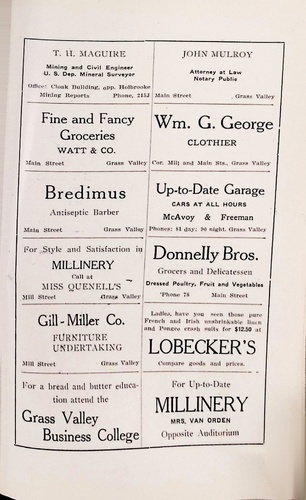 T. H. MAGUIRE
Mining and Civil Engineer
U. S. Dep. Mineral Surveyor
Office: Cloak Building, opp. Holbrooke
Mining Reports Phone, 215J
JOHN MULROY
Attorney at Law
Notary Public
Main Street Grass Valley
Fine and Fancy
Groceries
WATT & CO.
Main Street Grass Valley
Wm. G. George
CLOTHIER
Cor. Mill and Main Sts., Grass Valley
Bredimus
Antiseptic Barber
Main Street Grass Valley
Up-to-Date Garage
CARS AT ALL HOURS
McAvoy & Freeman
Phones: 81 day; 90 night. Grass Valley
For Style and Satisfaction in
MILLINERY
Call at
MISS QUENELL'S
Mill Street Grass Valley
Donnelly Bros.
Grocers and Delicatessen
Dressed Poultry, Fruit and Vegetables
'Phone 78 Main Street
Gill-Miller Co.
FURNITURE
UNDERTAKING
Mill Street Grass Valley
Ladies, have you seen those pure
French and Irish uncrushable linen
and Pongee crash suits for $12.50 at
LOBECKER'S
Compare goods and prices.
For a bread and butter educa-
tion attend the
Grass Valley
Business College
For Up-to-Date
MILLINERY
MRS. VAN ORDEN
Opposite Auditorium